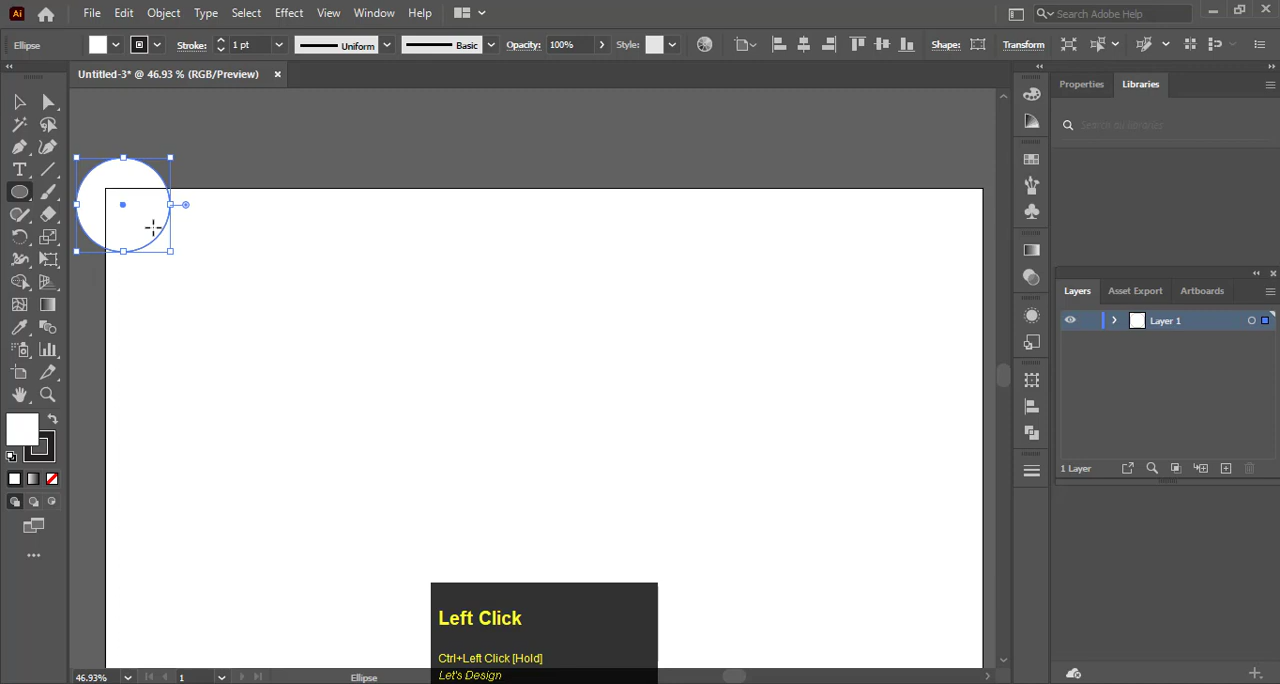 Ai File Edit Object Type Select Effect View Window Help Search Adobe Help
Ellipse Stroke: 1 pt Uniform Basic Opacity: 100% Style: Shape: Transform
Untitled-3* @ 46.93 % (RGB/Preview)
Properties Libraries
Search all libraries
Layers Asset Export Artboards
Layer 1
1 Layer
Left Click
Ctrl+Left Click [Hold]
Let's Design
46.93% 1 Ellipse